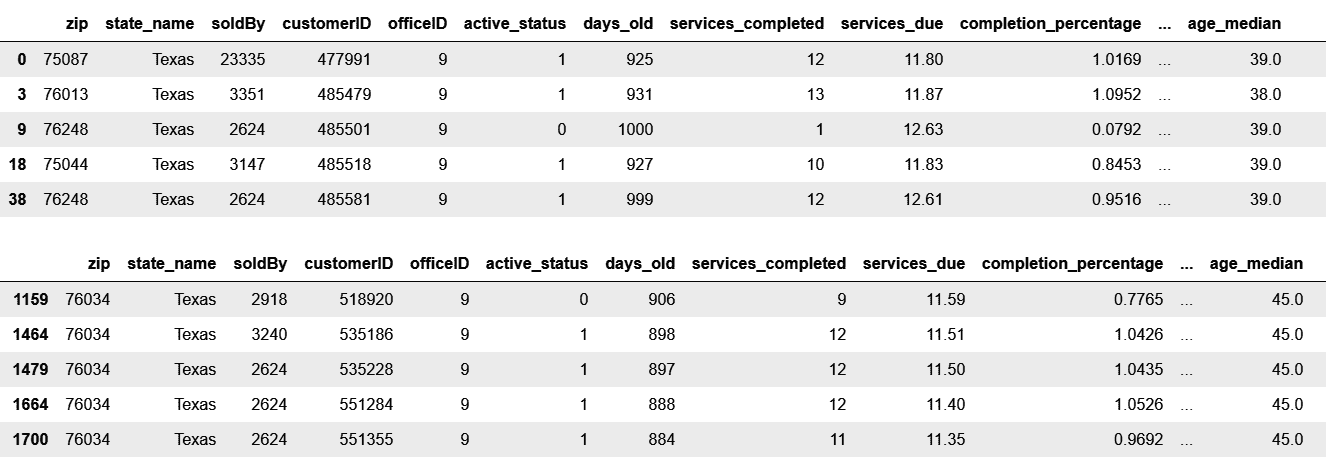 zip state_name soldBy customerID officeID active_status days_old services_completed services_due completion_percentage ... age_median
0 75087 Texas 23335 477991 9 1 925 12 11.80 1.0169 ... 39.0
3 76013 Texas 3351 485479 9 1 931 13 11.87 1.0952 ... 38.0
9 76248 Texas 2624 485501 9 0 1000 1 12.63 0.0792 ... 39.0
18 75044 Texas 3147 485518 9 1 927 10 11.83 0.8453 ... 39.0
38 76248 Texas 2624 485581 9 1 999 12 12.61 0.9516 ... 39.0
zip state_name soldBy customerID officeID active_status days_old services_completed services_due completion_percentage ... age_median
1159 76034 Texas 2918 518920 9 0 906 9 11.59 0.7765 ... 45.0
1464 76034 Texas 3240 535186 9 1 898 12 11.51 1.0426 ... 45.0
1479 76034 Texas 2624 535228 9 1 897 12 11.50 1.0435 ... 45.0
1664 76034 Texas 2624 551284 9 1 888 12 11.40 1.0526 ... 45.0
1700 76034 Texas 2624 551355 9 1 884 11 11.35 0.9692 ... 45.0